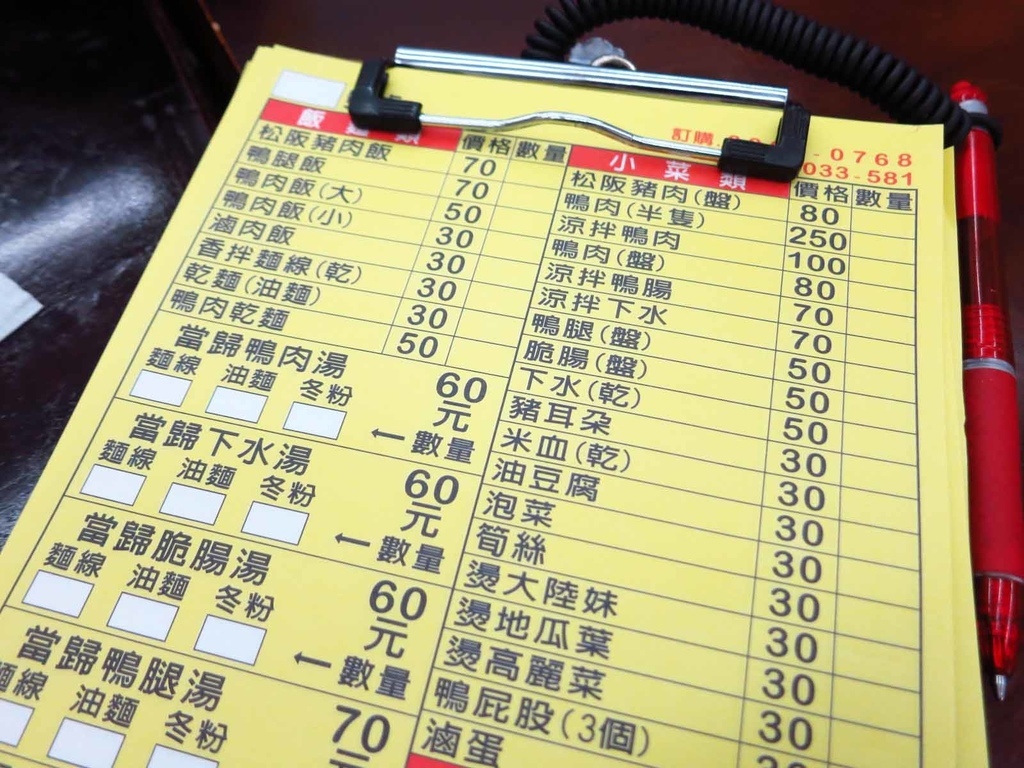 飯 麵 類 價格 數量
松阪豬肉飯 70
鴨腿飯 70
鴨肉飯(大) 50
鴨肉飯(小) 30
滷肉飯 30
香拌麵線(乾) 30
乾麵(油麵) 30
鴨肉乾麵 50
當歸鴨肉湯 60元
麵線 油麵 冬粉 ←數量
當歸下水湯 60元
麵線 油麵 冬粉 ←數量
當歸脆腸湯 60元
麵線 油麵 冬粉 ←數量
當歸鴨腿湯 70元
麵線 油麵 冬粉
訂購
0768
033-581
小 菜 類 價格 數量
松阪豬肉(盤) 80
鴨肉(半隻) 250
涼拌鴨肉 100
鴨肉(盤) 80
涼拌鴨腸 70
涼拌下水 70
鴨腿(盤) 50
脆腸(盤) 50
下水(乾) 50
豬耳朵 30
米血(乾) 30
油豆腐 30
泡菜 30
筍絲 30
燙大陸妹 30
燙地瓜葉 30
燙高麗菜 30
鴨屁股(3個) 30
滷蛋